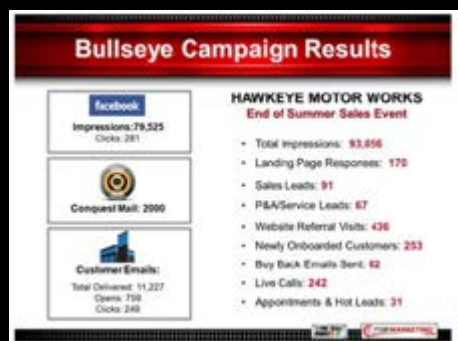 Bullseye Campaign Results
facebook
Impressions:79,525
Clicks: 281
Conquest Mail: 2000
Customer Emails:
Total Delivered: 11,227
Opens: 759
Clicks: 249
HAWKEYE MOTOR WORKS
End of Summer Sales Event
• Total Impressions: 93,056
• Landing Page Responses: 170
• Sales Leads: 91
• P&A/Service Leads: 67
• Website Referral Visits: 436
• Newly Onboarded Customers: 253
• Buy Back Emails Sent: 62
• Live Calls: 242
• Appointments & Hot Leads: 31
MARKETING